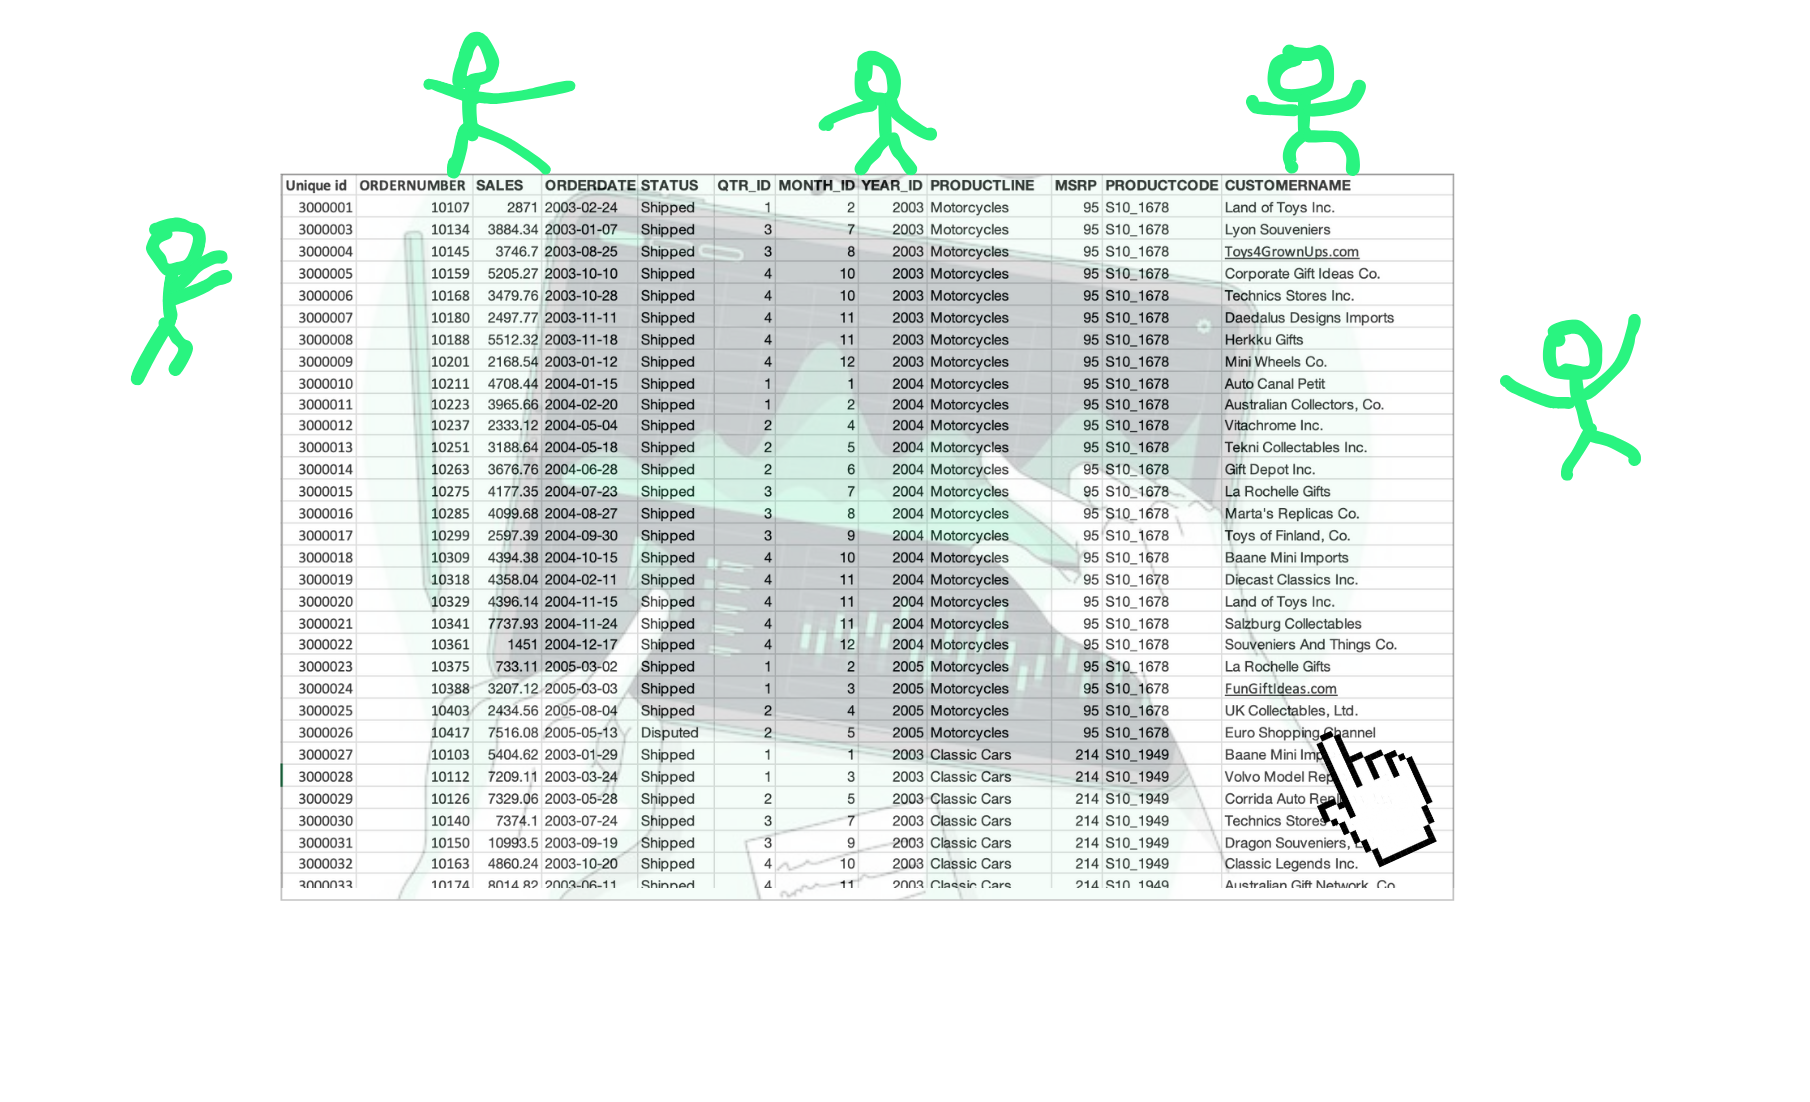 Unique id ORDERNUMBER SALES ORDERDATE STATUS QTR_ID MONTH_ID YEAR_ID PRODUCTLINE MSRP PRODUCTCODE CUSTOMERNAME
3000001 10107 2871 2003-02-24 Shipped 1 2 2003 Motorcycles 95 S10_1678 Land of Toys Inc.
3000003 10134 3884.34 2003-01-07 Shipped 3 7 2003 Motorcycles 95 S10_1678 Lyon Souveniers
3000004 10145 3746.7 2003-08-25 Shipped 3 8 2003 Motorcycles 95 S10_1678 Toys4GrownUps.com
3000005 10159 5205.27 2003-10-10 Shipped 4 10 2003 Motorcycles 95 S10_1678 Corporate Gift Ideas Co.
3000006 10168 3479.76 2003-10-28 Shipped 4 10 2003 Motorcycles 95 S10_1678 Technics Stores Inc.
3000007 10180 2497.77 2003-11-11 Shipped 4 11 2003 Motorcycles 95 S10_1678 Daedalus Designs Imports
3000008 10188 5512.32 2003-11-18 Shipped 4 11 2003 Motorcycles 95 S10_1678 Herkku Gifts
3000009 10201 2168.54 2003-01-12 Shipped 4 12 2003 Motorcycles 95 S10_1678 Mini Wheels Co.
3000010 10211 4708.44 2004-01-15 Shipped 1 1 2004 Motorcycles 95 S10_1678 Auto Canal Petit
3000011 10223 3965.66 2004-02-20 Shipped 1 2 2004 Motorcycles 95 S10_1678 Australian Collectors, Co.
3000012 10237 2333.12 2004-05-04 Shipped 2 4 2004 Motorcycles 95 S10_1678 Vitachrome Inc.
3000013 10251 3188.64 2004-05-18 Shipped 2 5 2004 Motorcycles 95 S10_1678 Tekni Collectables Inc.
3000014 10263 3676.76 2004-06-28 Shipped 2 6 2004 Motorcycles 95 S10_1678 Gift Depot Inc.
3000015 10275 4177.35 2004-07-23 Shipped 3 7 2004 Motorcycles 95 S10_1678 La Rochelle Gifts
3000016 10285 4099.68 2004-08-27 Shipped 3 8 2004 Motorcycles 95 S10_1678 Marta's Replicas Co.
3000017 10299 2597.39 2004-09-30 Shipped 3 9 2004 Motorcycles 95 S10_1678 Toys of Finland, Co.
3000018 10309 4394.38 2004-10-15 Shipped 4 10 2004 Motorcycles 95 S10_1678 Baane Mini Imports
3000019 10318 4358.04 2004-02-11 Shipped 4 11 2004 Motorcycles 95 S10_1678 Diecast Classics Inc.
3000020 10329 4396.14 2004-11-15 Shipped 4 11 2004 Motorcycles 95 S10_1678 Land of Toys Inc.
3000021 10341 7737.93 2004-11-24 Shipped 4 11 2004 Motorcycles 95 S10_1678 Salzburg Collectables
3000022 10361 1451 2004-12-17 Shipped 4 12 2004 Motorcycles 95 S10_1678 Souveniers And Things Co.
3000023 10375 733.11 2005-03-02 Shipped 1 2 2005 Motorcycles 95 S10_1678 La Rochelle Gifts
3000024 10388 3207.12 2005-03-03 Shipped 1 3 2005 Motorcycles 95 S10_1678 FunGiftIdeas.com
3000025 10403 2434.56 2005-08-04 Shipped 2 4 2005 Motorcycles 95 S10_1678 UK Collectables, Ltd.
3000026 10417 7516.08 2005-05-13 Disputed 2 5 2005 Motorcycles 95 S10_1678 Euro Shopping Channel
3000027 10103 5404.62 2003-01-29 Shipped 1 1 2003 Classic Cars 214 S10_1949 Baane Mini
3000028 10112 7209.11 2003-03-24 Shipped 1 3 2003 Classic Cars 214 S10_1949 Volvo Model
3000029 10126 7329.06 2003-05-28 Shipped 2 5 2003 Classic Cars 214 S10_1949 Corrida Auto
3000030 10140 7374.1 2003-07-24 Shipped 3 7 2003 Classic Cars 214 S10_1949 Technics Stores
3000031 10150 10993.5 2003-09-19 Shipped 3 9 2003 Classic Cars 214 S10_1949 Dragon Souveniers,
3000032 10163 4860.24 2003-10-20 Shipped 4 10 2003 Classic Cars 214 S10_1949 Classic Legends Inc.
3000033 10174 8014.82 2003-06-11 Shipped 4 11 2003 Classic Cars 214 S10_1949 Australian Gift Network, Co